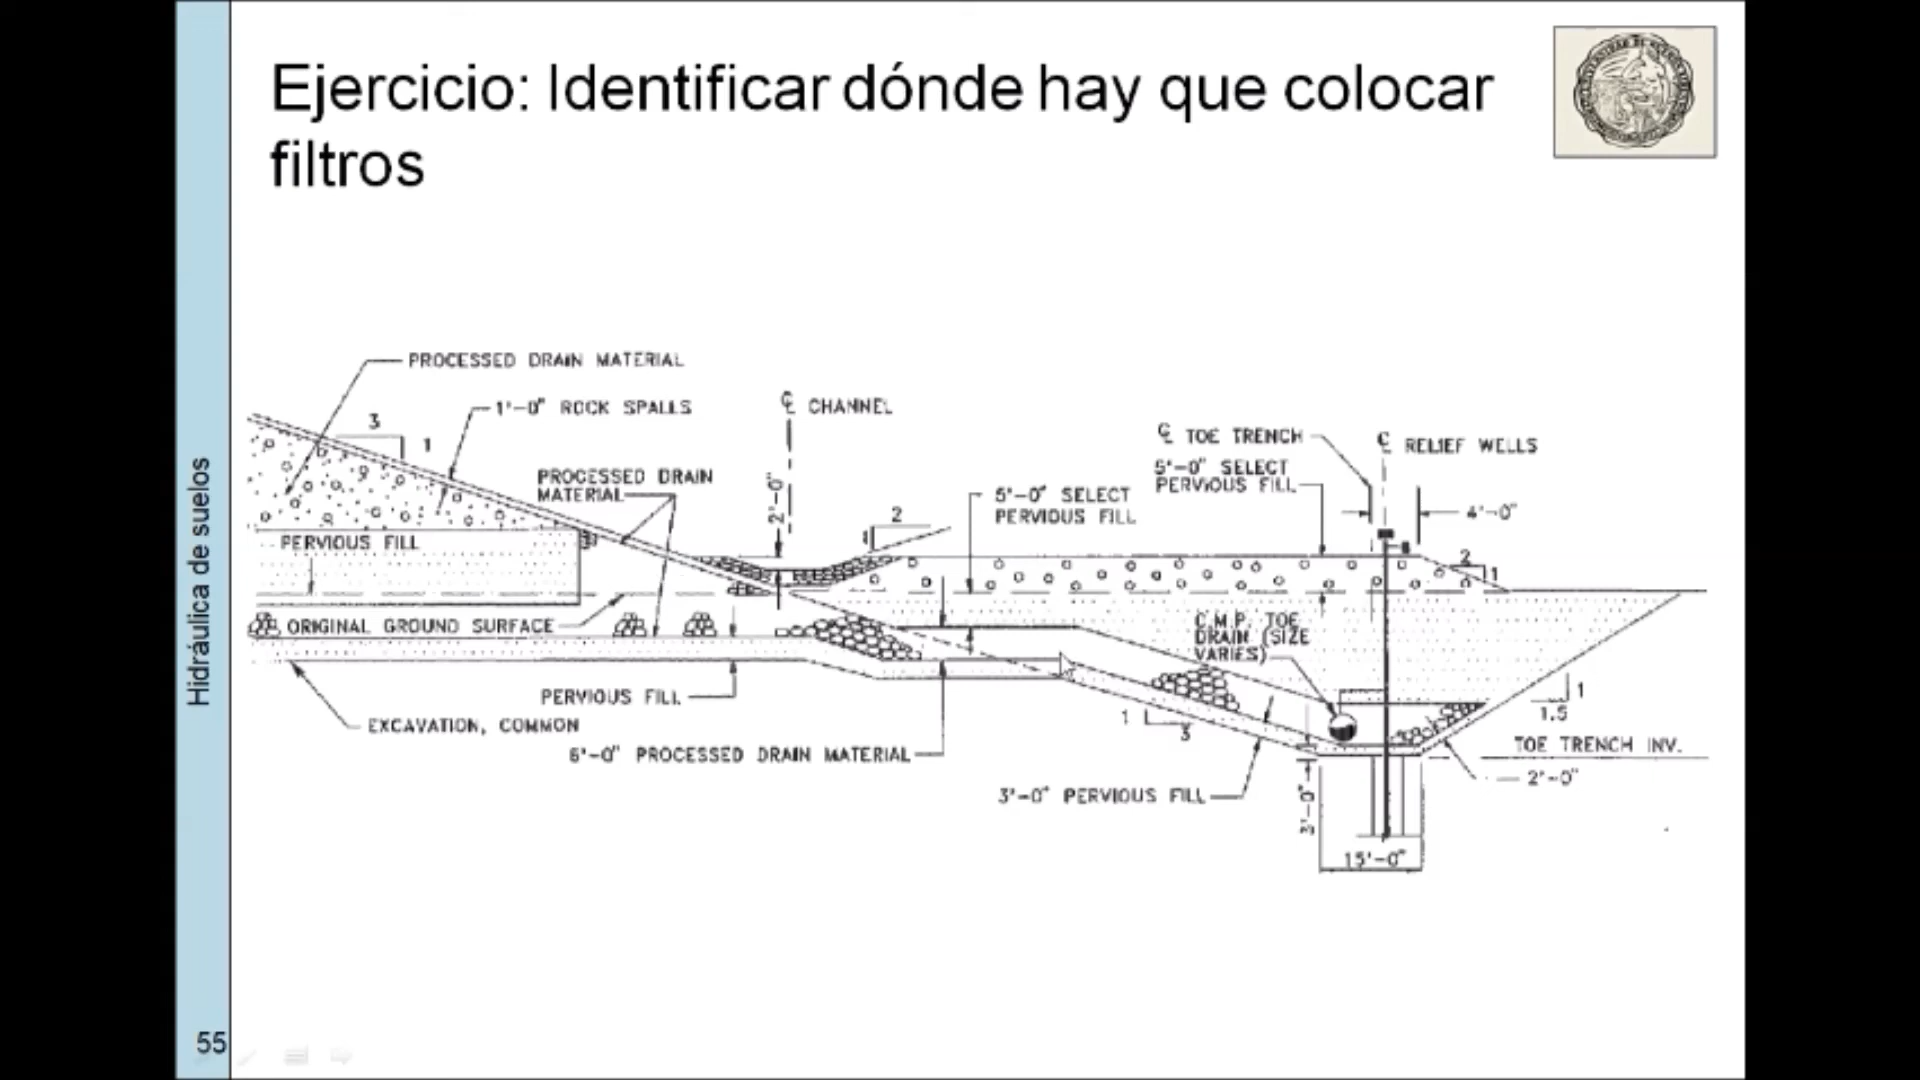 Ejercicio: Identificar dónde hay que colocar
filtros
Hidráulica de suelos
PROCESSED DRAIN MATERIAL
1'-0" ROCK SPALLS
3
1
℄ CHANNEL
PROCESSED DRAIN
MATERIAL
2'-0"
5'-0" SELECT
PERVIOUS FILL
2
1
℄ TOE TRENCH
5'-0" SELECT
PERVIOUS FILL
℄ RELIEF WELLS
4'-0"
2
1
PERVIOUS FILL
ORIGINAL GROUND SURFACE
C.M.P. TOE
DRAIN (SIZE
VARIES)
PERVIOUS FILL
EXCAVATION, COMMON
6'-0" PROCESSED DRAIN MATERIAL
1
3
3'-0" PERVIOUS FILL
3'-0"
15'-0"
1
1.5
TOE TRENCH INV.
2'-0"
55